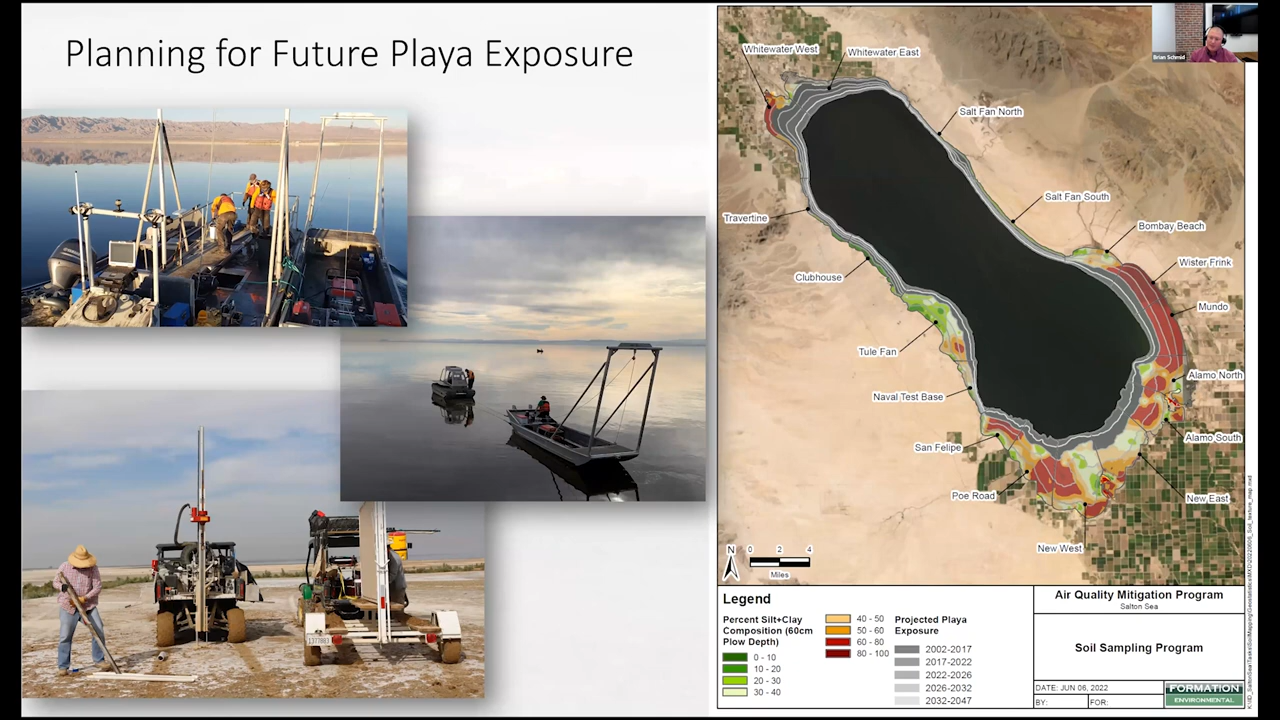 Planning for Future Playa Exposure
Brian Schmid
Whitewater West
Whitewater East
Salt Fan North
Salt Fan South
Travertine
Bombay Beach
Wister Frink
Clubhouse
Mundo
Tule Fan
Alamo North
Naval Test Base
San Felipe
Alamo South
Poe Road
New East
New West
N
0 2 4
Miles
Legend
Percent Silt+Clay
Composition (60cm
Plow Depth)
0 - 10
10 - 20
20 - 30
30 - 40
40 - 50
50 - 60
60 - 80
80 - 100
Projected Playa
Exposure
2002-2017
2017-2022
2022-2026
2026-2032
2032-2047
Air Quality Mitigation Program
Salton Sea
Soil Sampling Program
DATE: JUN 06, 2022
BY: FOR:
FORMATION
ENVIRONMENTAL